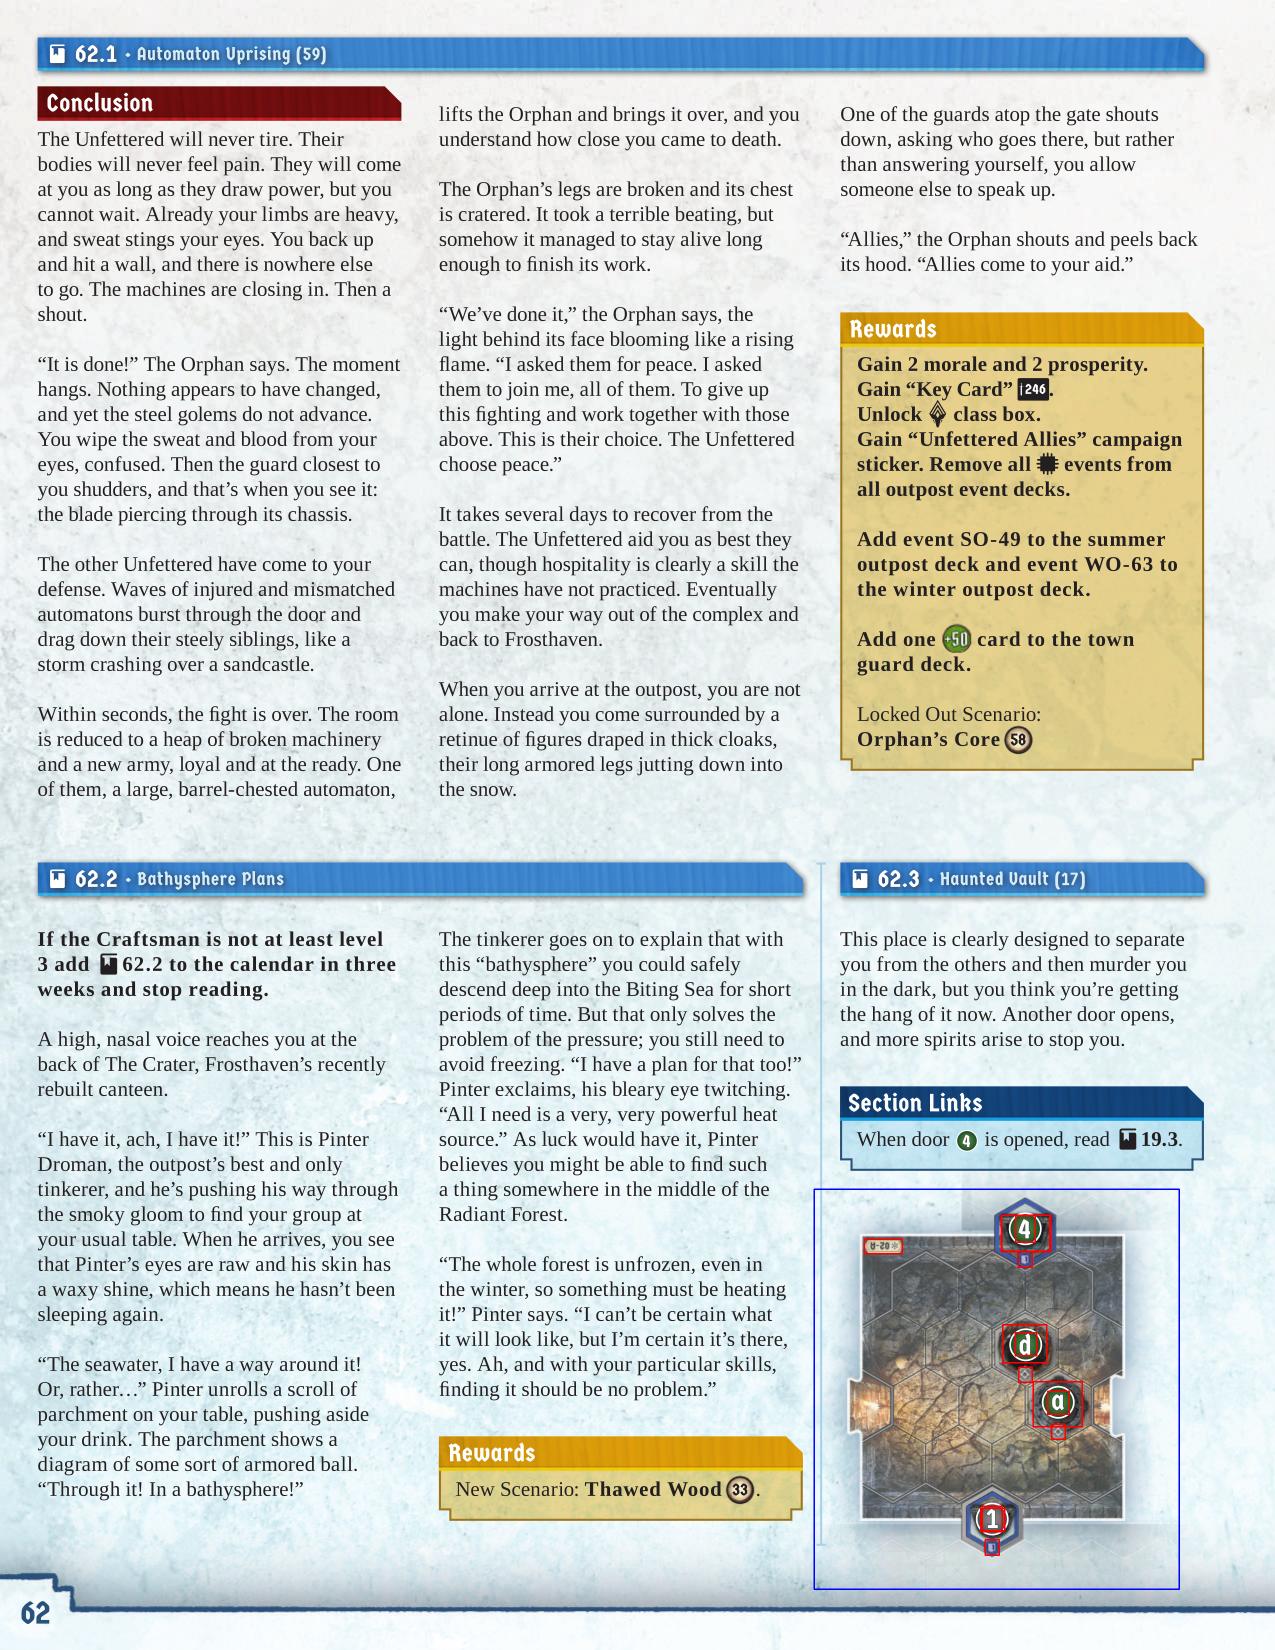 62.1 • Automaton Uprising (59)
Conclusion
The Unfettered will never tire. Their
bodies will never feel pain. They will come
at you as long as they draw power, but you
cannot wait. Already your limbs are heavy,
and sweat stings your eyes. You back up
and hit a wall, and there is nowhere else
to go. The machines are closing in. Then a
shout.
“It is done!” The Orphan says. The moment
hangs. Nothing appears to have changed,
and yet the steel golems do not advance.
You wipe the sweat and blood from your
eyes, confused. Then the guard closest to
you shudders, and that’s when you see it:
the blade piercing through its chassis.
The other Unfettered have come to your
defense. Waves of injured and mismatched
automatons burst through the door and
drag down their steely siblings, like a
storm crashing over a sandcastle.
Within seconds, the fight is over. The room
is reduced to a heap of broken machinery
and a new army, loyal and at the ready. One
of them, a large, barrel-chested automaton,
lifts the Orphan and brings it over, and you
understand how close you came to death.
The Orphan’s legs are broken and its chest
is cratered. It took a terrible beating, but
somehow it managed to stay alive long
enough to finish its work.
“We’ve done it,” the Orphan says, the
light behind its face blooming like a rising
flame. “I asked them for peace. I asked
them to join me, all of them. To give up
this fighting and work together with those
above. This is their choice. The Unfettered
choose peace.”
It takes several days to recover from the
battle. The Unfettered aid you as best they
can, though hospitality is clearly a skill the
machines have not practiced. Eventually
you make your way out of the complex and
back to Frosthaven.
When you arrive at the outpost, you are not
alone. Instead you come surrounded by a
retinue of figures draped in thick cloaks,
their long armored legs jutting down into
the snow.
One of the guards atop the gate shouts
down, asking who goes there, but rather
than answering yourself, you allow
someone else to speak up.
“Allies,” the Orphan shouts and peels back
its hood. “Allies come to your aid.”
Rewards
Gain 2 morale and 2 prosperity.
Gain “Key Card” 246.
Unlock class box.
Gain “Unfettered Allies” campaign
sticker. Remove all events from
all outpost event decks.
Add event SO-49 to the summer
outpost deck and event WO-63 to
the winter outpost deck.
Add one +50 card to the town
guard deck.
Locked Out Scenario:
Orphan’s Core 58
62.2 • Bathysphere Plans
If the Craftsman is not at least level
3 add 62.2 to the calendar in three
weeks and stop reading.
A high, nasal voice reaches you at the
back of The Crater, Frosthaven’s recently
rebuilt canteen.
“I have it, ach, I have it!” This is Pinter
Droman, the outpost’s best and only
tinkerer, and he’s pushing his way through
the smoky gloom to find your group at
your usual table. When he arrives, you see
that Pinter’s eyes are raw and his skin has
a waxy shine, which means he hasn’t been
sleeping again.
“The seawater, I have a way around it!
Or, rather…” Pinter unrolls a scroll of
parchment on your table, pushing aside
your drink. The parchment shows a
diagram of some sort of armored ball.
“Through it! In a bathysphere!”
The tinkerer goes on to explain that with
this “bathysphere” you could safely
descend deep into the Biting Sea for short
periods of time. But that only solves the
problem of the pressure; you still need to
avoid freezing. “I have a plan for that too!”
Pinter exclaims, his bleary eye twitching.
“All I need is a very, very powerful heat
source.” As luck would have it, Pinter
believes you might be able to find such
a thing somewhere in the middle of the
Radiant Forest.
“The whole forest is unfrozen, even in
the winter, so something must be heating
it!” Pinter says. “I can’t be certain what
it will look like, but I’m certain it’s there,
yes. Ah, and with your particular skills,
finding it should be no problem.”
Rewards
New Scenario: Thawed Wood 33.
62.3 • Haunted Vault (17)
This place is clearly designed to separate
you from the others and then murder you
in the dark, but you think you’re getting
the hang of it now. Another door opens,
and more spirits arise to stop you.
Section Links
When door 4 is opened, read 19.3.
4
02-A
d
a
1
62